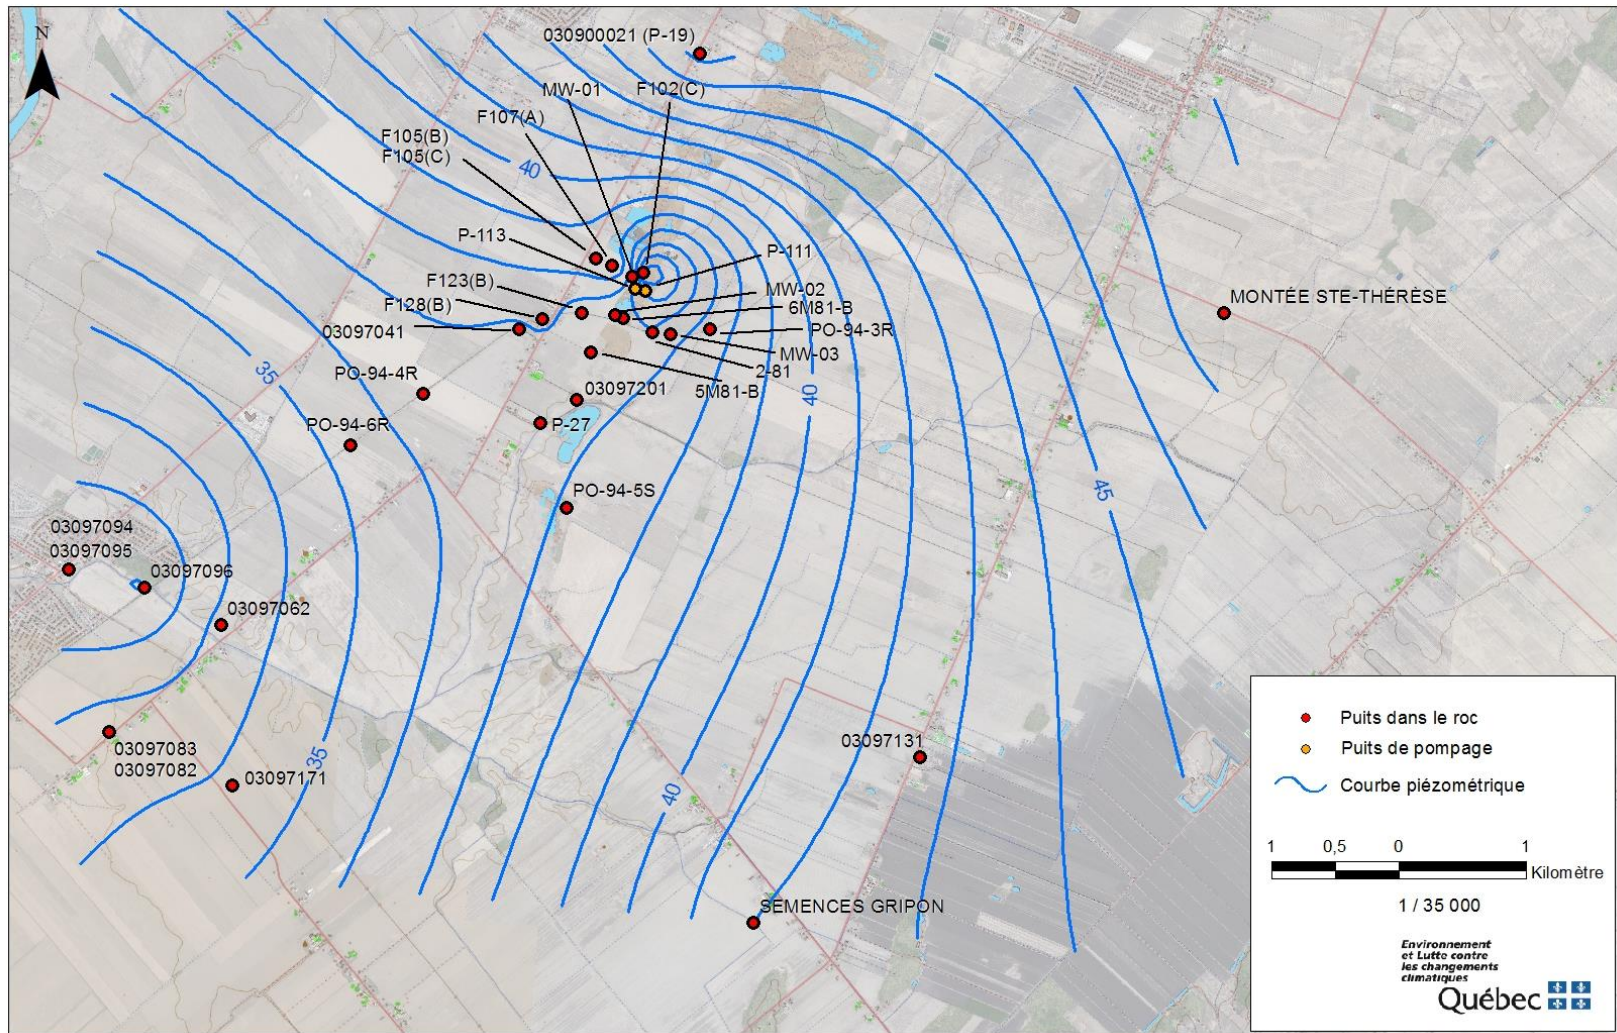 N
030900021 (P-19)
MW-01
F102(C)
F107(A)
F105(B)
F105(C)
40
P-113
P-111
F123(B)
MW-02
F128(B)
6M81-B
MONTÉE STE-THÉRÈSE
03097041
PO-94-3R
MW-03
2-81
35
PO-94-4R
5M81-B
40
03097201
PO-94-6R
P-27
45
PO-94-5S
03097094
03097095
03097096
03097062
03097083
03097082
35
03097171
03097131
40
SEMENCES GRIPON
Puits dans le roc
Puits de pompage
Courbe piézométrique
1 0,5 0 1
Kilomètre
1 / 35 000
Environnement
et Lutte contre
les changements
climatiques
Québec